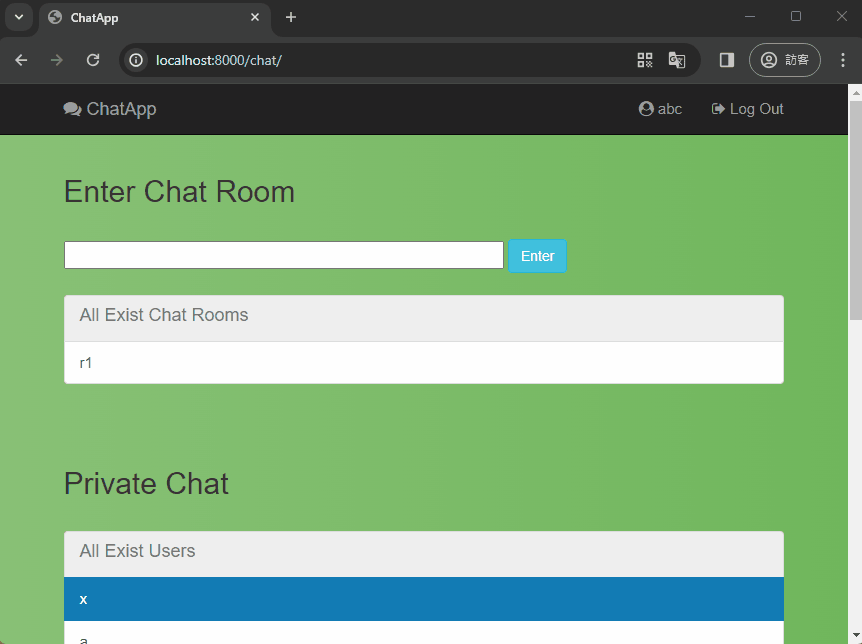 ChatApp
localhost:8000/chat/
訪客
ChatApp
abc
Log Out
Enter Chat Room
Enter
All Exist Chat Rooms
r1
Private Chat
All Exist Users
x
a